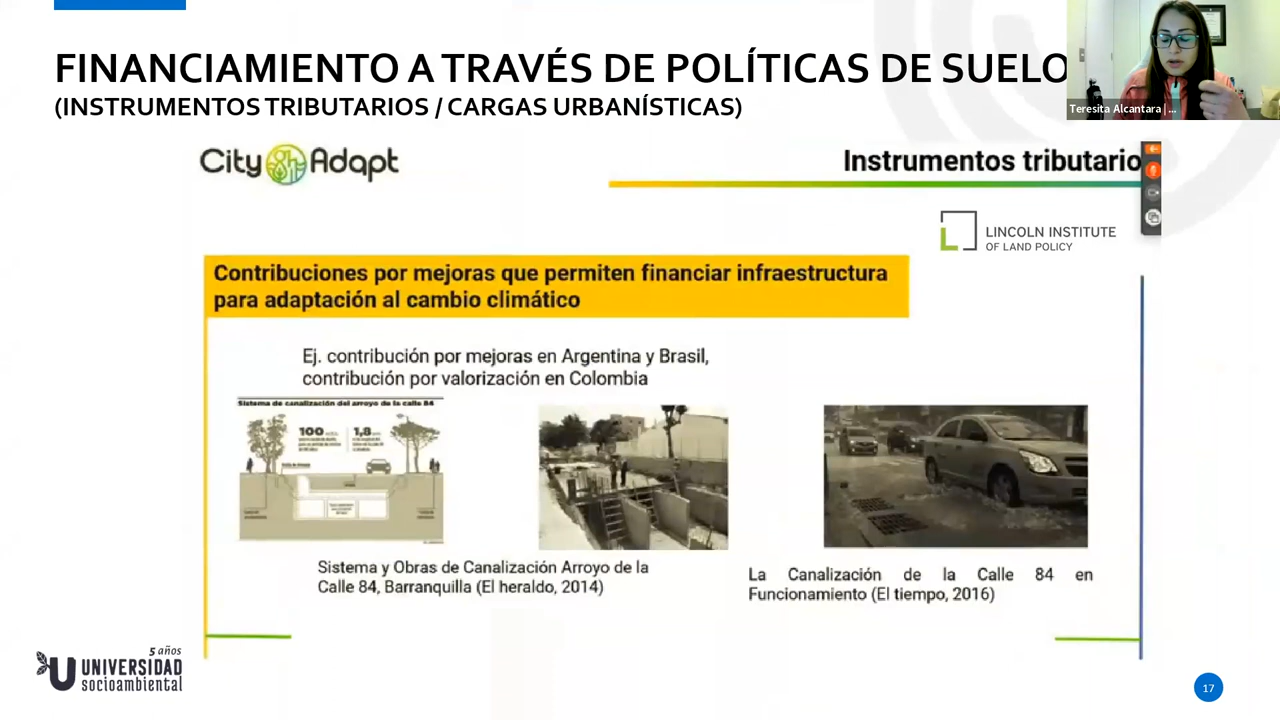 FINANCIAMIENTO A TRAVÉS DE POLÍTICAS DE SUELO
(INSTRUMENTOS TRIBUTARIOS / CARGAS URBANÍSTICAS)
Teresita Alcantara | ...
City Adapt
Instrumentos tributario
LINCOLN INSTITUTE
OF LAND POLICY
Contribuciones por mejoras que permiten financiar infraestructura
para adaptación al cambio climático
Ej. contribución por mejoras en Argentina y Brasil,
contribución por valorización en Colombia
Sistema de canalización del arroyo de la calle 84
100
1,8
Sistema y Obras de Canalización Arroyo de la
Calle 84, Barranquilla (El heraldo, 2014)
La Canalización de la Calle 84 en
Funcionamiento (El tiempo, 2016)
5 años
UNIVERSIDAD
socioambiental
17